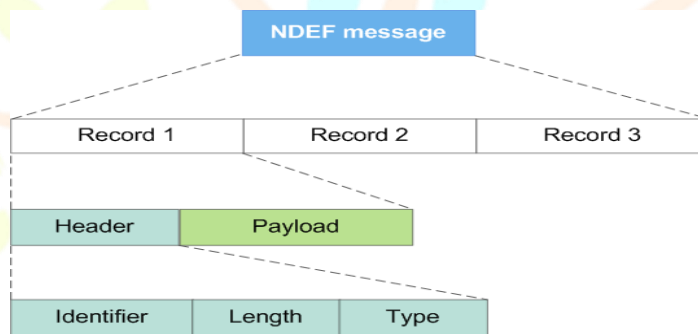 NDEF message
Record 1 Record 2 Record 3
Header Payload
Identifier Length Type